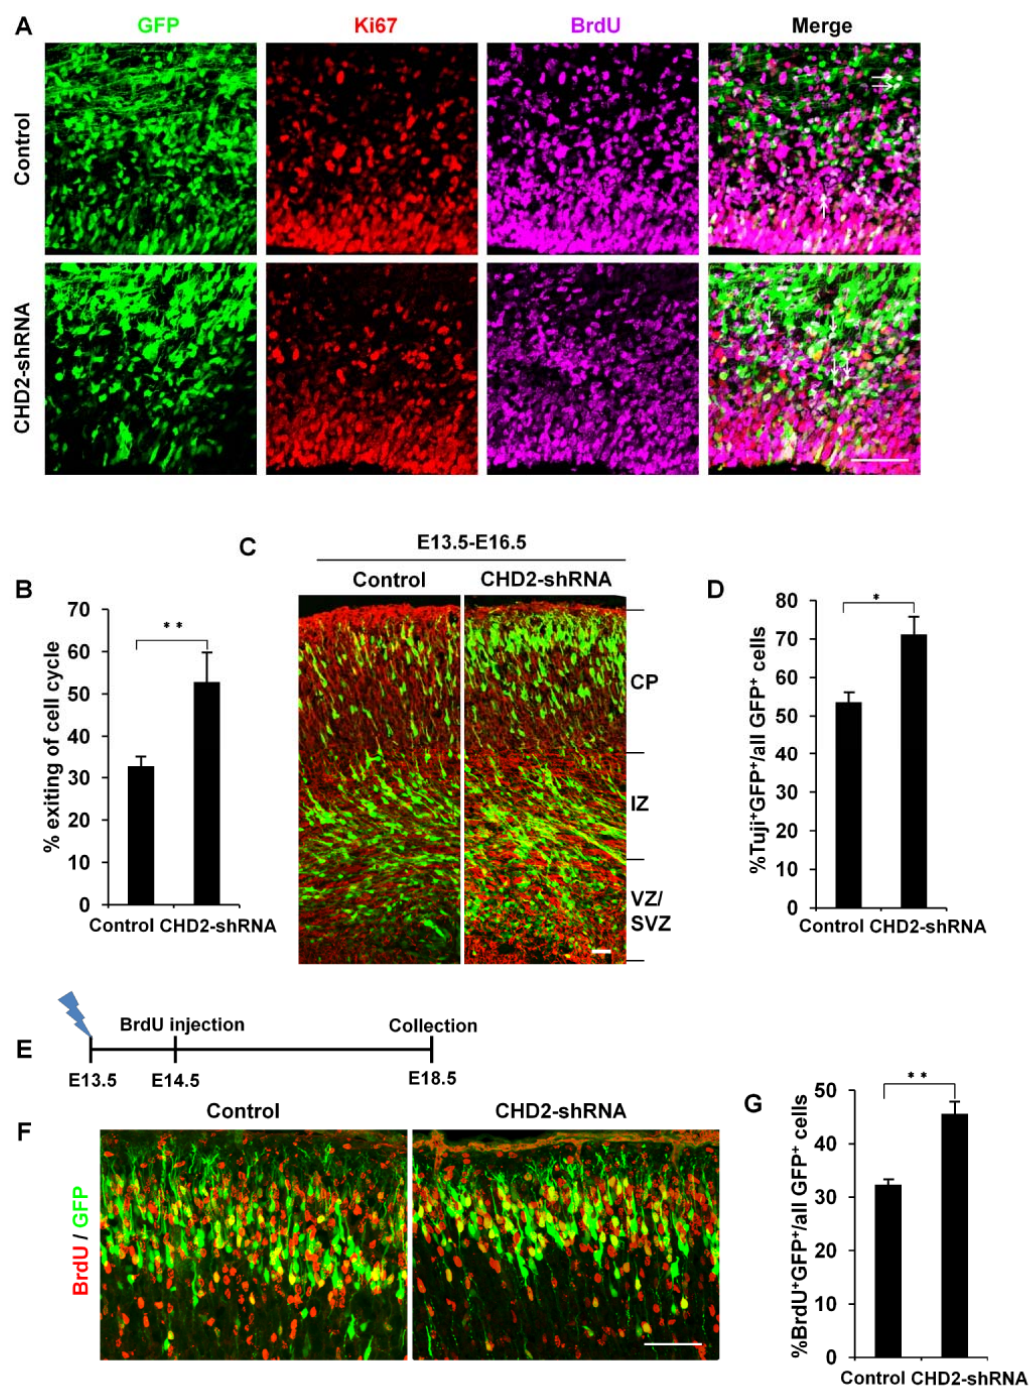 A
GFP
Ki67
BrdU
Merge
Control
CHD2-shRNA
B
% exiting of cell cycle
70
60
50
40
30
20
10
0
* *
Control CHD2-shRNA
C
E13.5-E16.5
Control
CHD2-shRNA
CP
IZ
VZ/
SVZ
D
%Tuji⁺GFP⁺/all GFP⁺ cells
80
70
60
50
40
30
20
10
0
*
Control CHD2-shRNA
E
BrdU injection
Collection
E13.5
E14.5
E18.5
F
Control
CHD2-shRNA
BrdU / GFP
G
%BrdU⁺GFP⁺/all GFP⁺ cells
50
40
30
20
10
0
* *
Control CHD2-shRNA